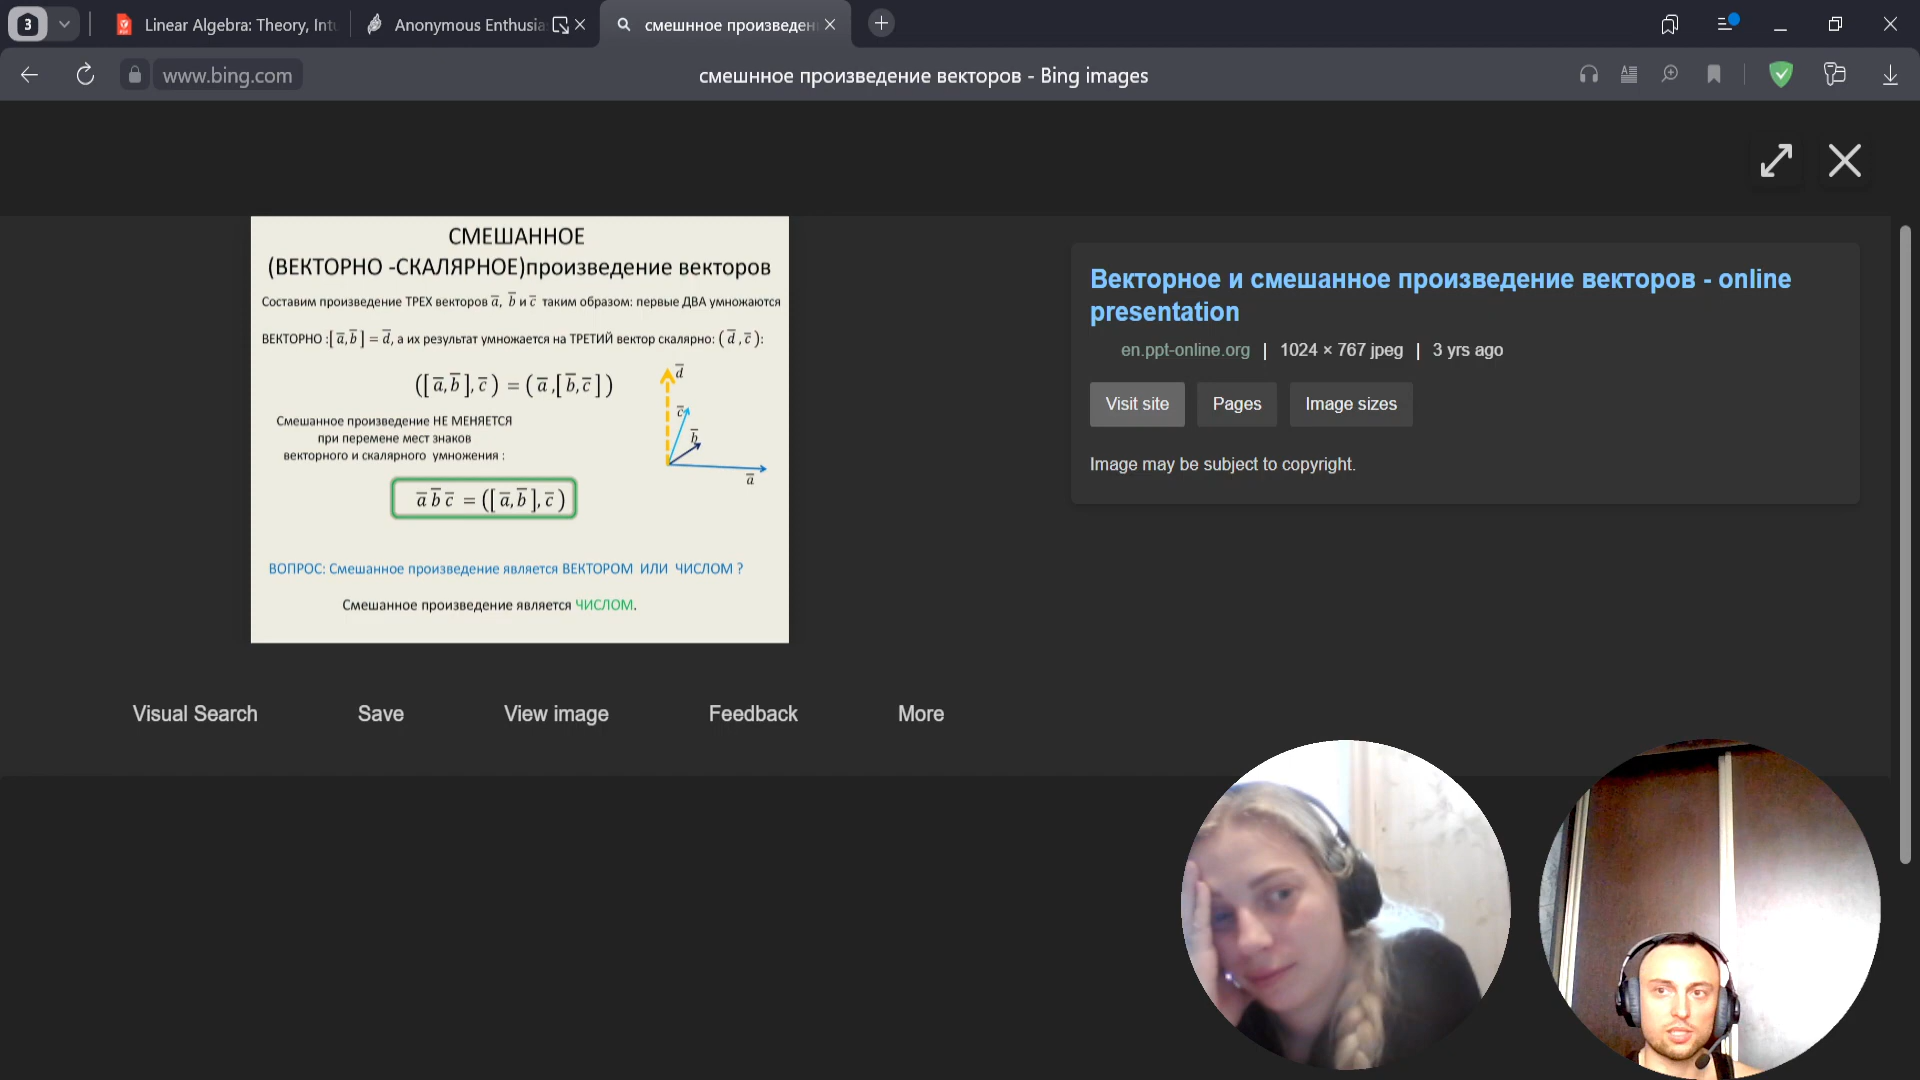 3
Linear Algebra: Theory, Int
Anonymous Enthusia
смешнное произведен
www.bing.com
смешнное произведение векторов - Bing images
СМЕШАННОЕ
(ВЕКТОРНО -СКАЛЯРНОЕ)произведение векторов
Составим произведение ТРЕХ векторов a̅, b̅ и c̅ таким образом: первые ДВА умножаются
ВЕКТОРНО :[ a̅,b̅ ] = d̅, а их результат умножается на ТРЕТИЙ вектор скалярно: ( d̅ ,c̅ ):
([ a̅,b̅ ],c̅ ) = ( a̅ ,[ b̅,c̅ ] )
d̅
c̅
b̅
a̅
Смешанное произведение НЕ МЕНЯЕТСЯ
при перемене мест знаков
векторного и скалярного умножения :
a̅ b̅ c̅ = ([ a̅,b̅ ],c̅ )
ВОПРОС: Смешанное произведение является ВЕКТОРОМ ИЛИ ЧИСЛОМ ?
Смешанное произведение является ЧИСЛОМ.
Векторное и смешанное произведение векторов - online
presentation
en.ppt-online.org | 1024 × 767 jpeg | 3 yrs ago
Visit site Pages Image sizes
Image may be subject to copyright.
Visual Search Save View image Feedback More